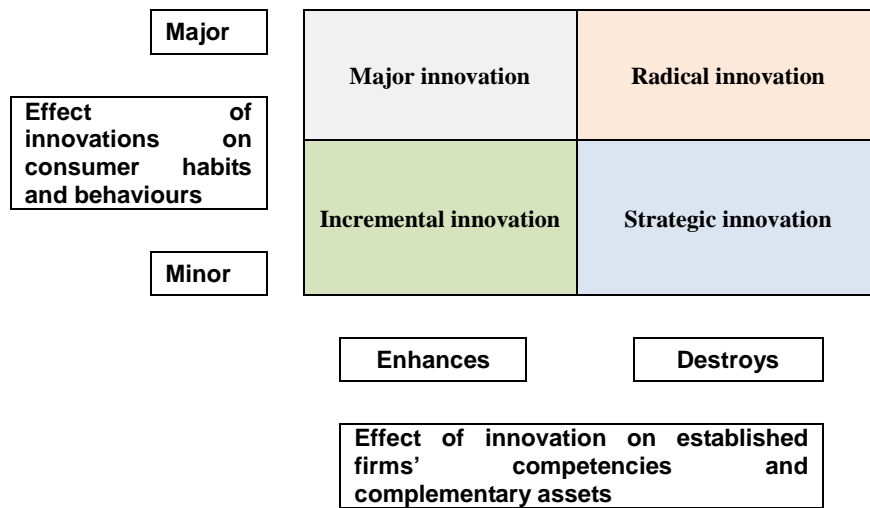 Major
Major innovation
Radical innovation
Effect of
innovations on
consumer habits
and behaviours
Incremental innovation
Strategic innovation
Minor
Enhances
Destroys
Effect of innovation on established
firms’ competencies and
complementary assets